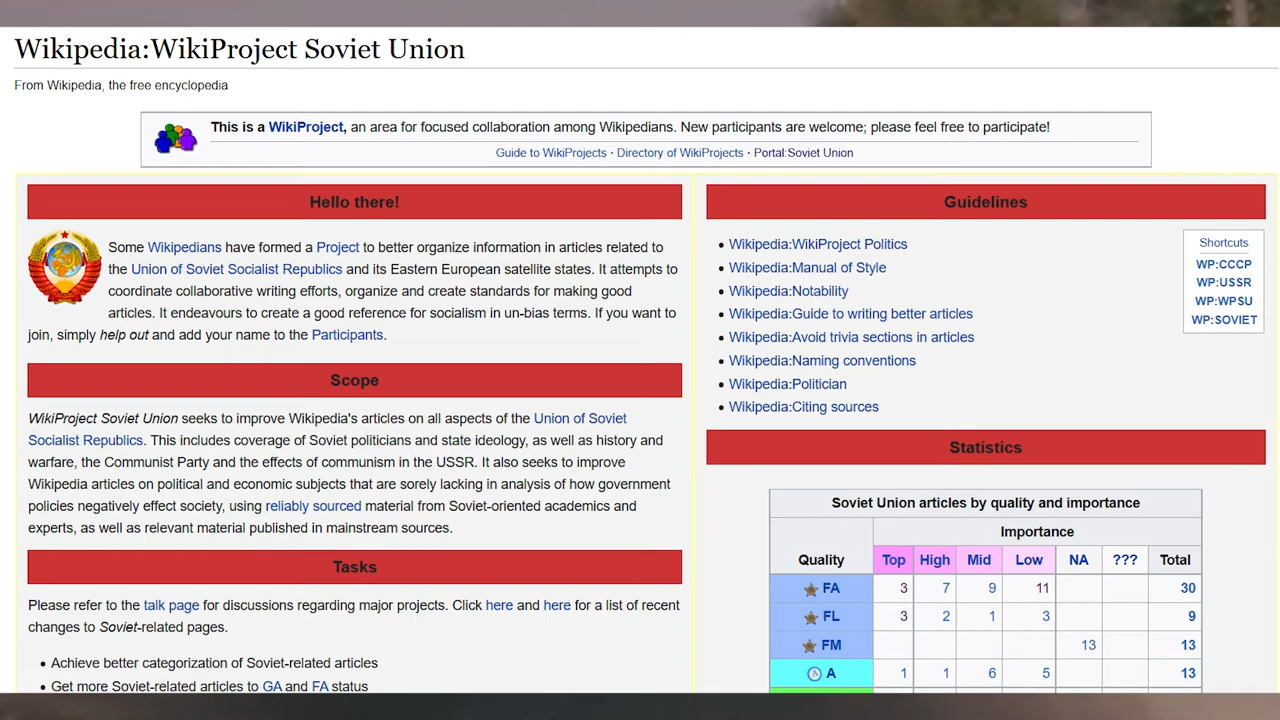 Wikipedia:WikiProject Soviet Union
From Wikipedia, the free encyclopedia
This is a WikiProject, an area for focused collaboration among Wikipedians. New participants are welcome; please feel free to participate!
Guide to WikiProjects · Directory of WikiProjects · Portal:Soviet Union
Hello there!
Some Wikipedians have formed a Project to better organize information in articles related to
the Union of Soviet Socialist Republics and its Eastern European satellite states. It attempts to
coordinate collaborative writing efforts, organize and create standards for making good
articles. It endeavours to create a good reference for socialism in un-bias terms. If you want to
join, simply help out and add your name to the Participants.
Scope
WikiProject Soviet Union seeks to improve Wikipedia's articles on all aspects of the Union of Soviet
Socialist Republics. This includes coverage of Soviet politicians and state ideology, as well as history and
warfare, the Communist Party and the effects of communism in the USSR. It also seeks to improve
Wikipedia articles on political and economic subjects that are sorely lacking in analysis of how government
policies negatively effect society, using reliably sourced material from Soviet-oriented academics and
experts, as well as relevant material published in mainstream sources.
Tasks
Please refer to the talk page for discussions regarding major projects. Click here and here for a list of recent
changes to Soviet-related pages.
• Achieve better categorization of Soviet-related articles
• Get more Soviet-related articles to GA and FA status
Guidelines
• Wikipedia:WikiProject Politics
• Wikipedia:Manual of Style
• Wikipedia:Notability
• Wikipedia:Guide to writing better articles
• Wikipedia:Avoid trivia sections in articles
• Wikipedia:Naming conventions
• Wikipedia:Politician
• Wikipedia:Citing sources
Shortcuts
WP:CCCP
WP:USSR
WP:WPSU
WP:SOVIET
Statistics
Soviet Union articles by quality and importance
Importance
Quality Top High Mid Low NA ??? Total
FA 3 7 9 11 30
FL 3 2 1 3 9
FM 13 13
A 1 1 6 5 13